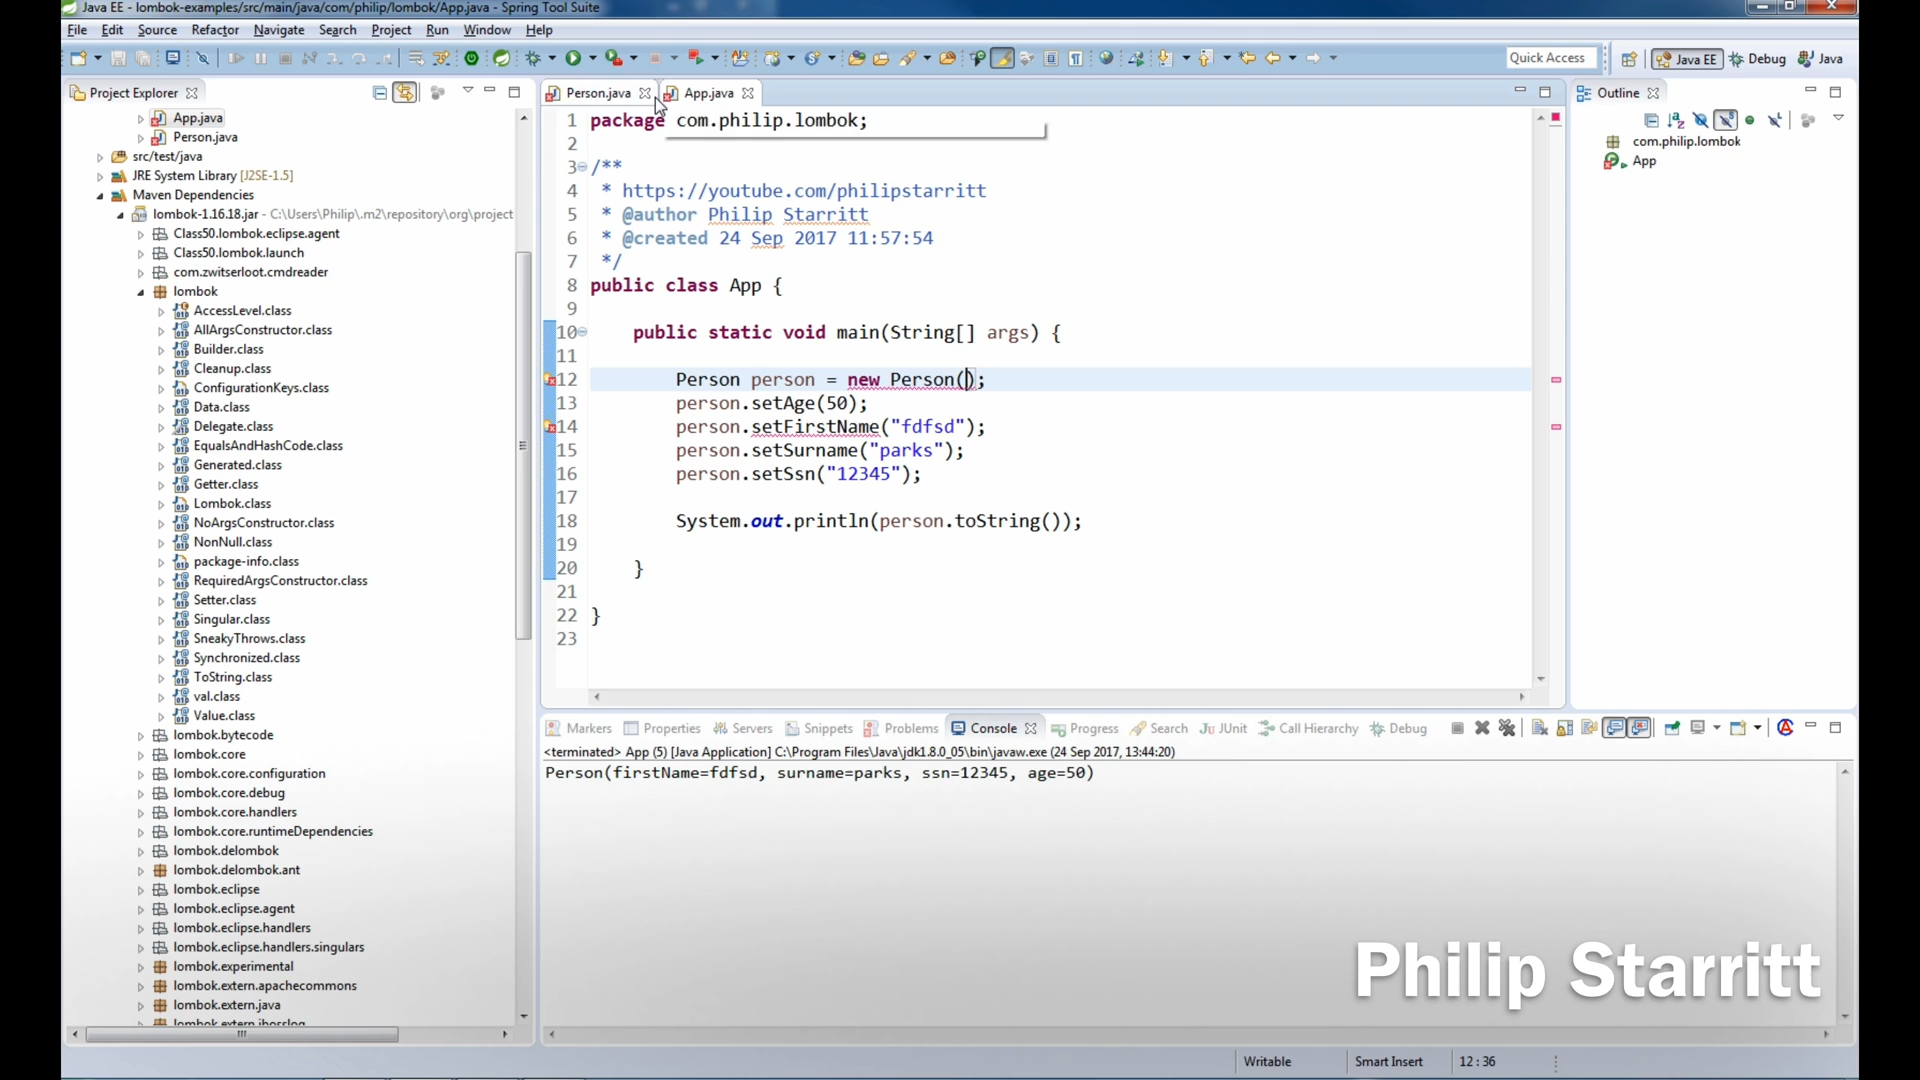 Java EE - lombok-examples/src/main/java/com/philip/lombok/App.java - Spring Tool Suite
File Edit Source Refactor Navigate Search Project Run Window Help
Quick Access Java EE Debug Java
Project Explorer
App.java
Person.java
src/test/java
JRE System Library [J2SE-1.5]
Maven Dependencies
lombok-1.16.18.jar - C:\Users\Philip\.m2\repository\org\project
Class50.lombok.eclipse.agent
Class50.lombok.launch
com.zwitserloot.cmdreader
lombok
AccessLevel.class
AllArgsConstructor.class
Builder.class
Cleanup.class
ConfigurationKeys.class
Data.class
Delegate.class
EqualsAndHashCode.class
Generated.class
Getter.class
Lombok.class
NoArgsConstructor.class
NonNull.class
package-info.class
RequiredArgsConstructor.class
Setter.class
Singular.class
SneakyThrows.class
Synchronized.class
ToString.class
val.class
Value.class
lombok.bytecode
lombok.core
lombok.core.configuration
lombok.core.debug
lombok.core.handlers
lombok.core.runtimeDependencies
lombok.delombok
lombok.delombok.ant
lombok.eclipse
lombok.eclipse.agent
lombok.eclipse.handlers
lombok.eclipse.handlers.singulars
lombok.experimental
lombok.extern.apachecommons
lombok.extern.java
lombok.extern.jbosslog
Person.java App.java
1 package com.philip.lombok;
2
3 /**
4 * https://youtube.com/philipstarritt
5 * @author Philip Starritt
6 * @created 24 Sep 2017 11:57:54
7 */
8 public class App {
9
10 public static void main(String[] args) {
11
12 Person person = new Person();
13 person.setAge(50);
14 person.setFirstName("fdfsd");
15 person.setSurname("parks");
16 person.setSsn("12345");
17
18 System.out.println(person.toString());
19
20 }
21
22 }
23
Outline
com.philip.lombok
App
Markers Properties Servers Snippets Problems Console Progress Search JUnit Call Hierarchy Debug
<terminated> App (5) [Java Application] C:\Program Files\Java\jdk1.8.0_05\bin\javaw.exe (24 Sep 2017, 13:44:20)
Person(firstName=fdfsd, surname=parks, ssn=12345, age=50)
Philip Starritt
Writable Smart Insert 12 : 36